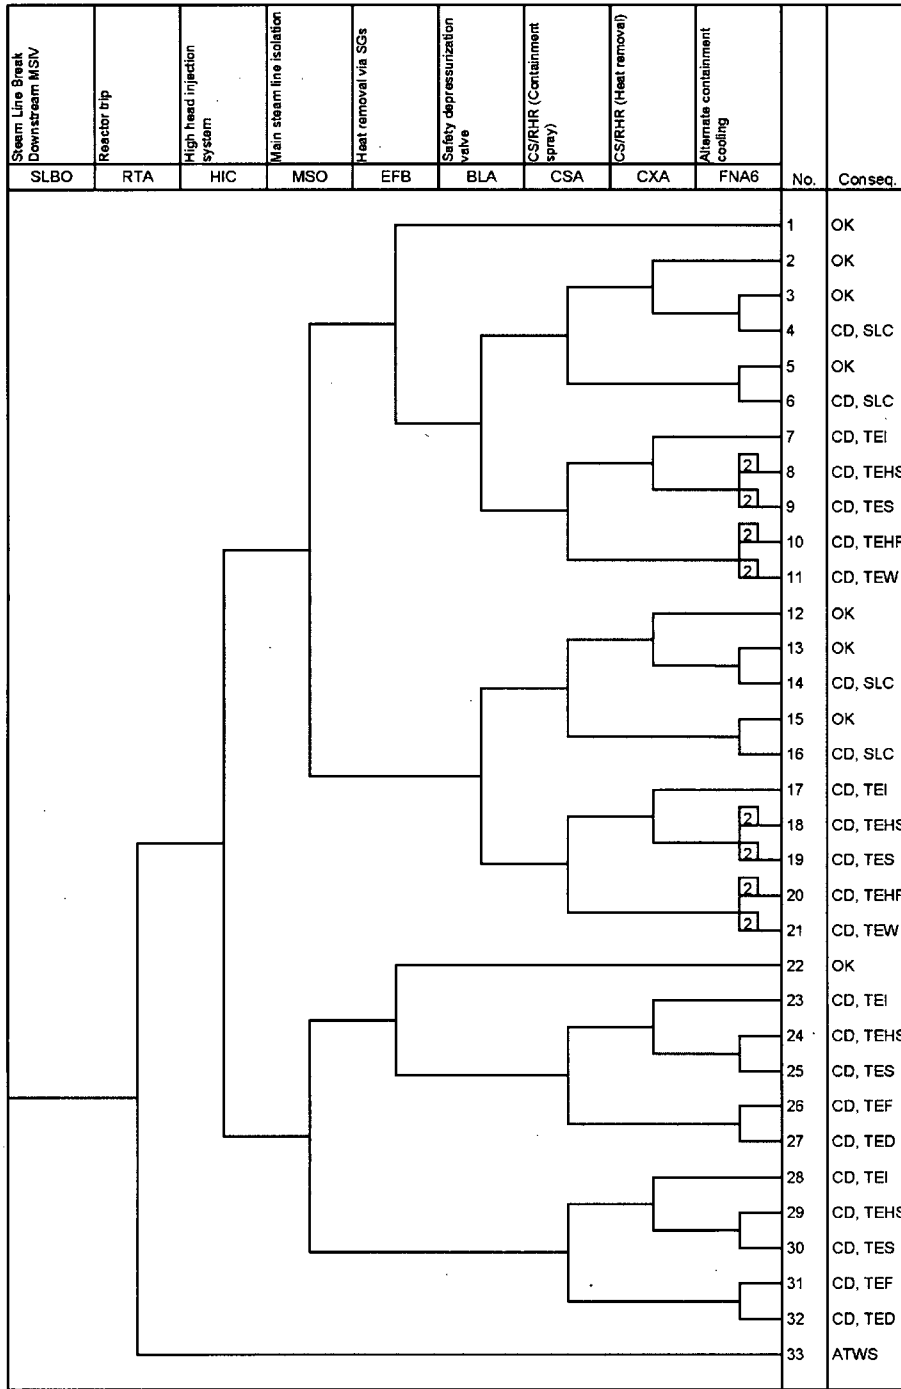 Steam Line Break
Downstream MSIV
Reactor trip
High head injection
system
Main steam line isolation
Heat removal via SGs
Safety depressurization
valve
CS/RHR (Containment
spray)
CS/RHR (Heat removal)
Alternate containment
cooling
SLBO RTA HIC MSO EFB BLA CSA CXA FNA6 No. Conseq.
1 OK
2 OK
3 OK
4 CD, SLC
5 OK
6 CD, SLC
7 CD, TEI
2
8 CD, TEHS
2
9 CD, TES
2
10 CD, TEHF
2
11 CD, TEW
12 OK
13 OK
14 CD, SLC
15 OK
16 CD, SLC
17 CD, TEI
2
18 CD, TEHS
2
19 CD, TES
2
20 CD, TEHF
2
21 CD, TEW
22 OK
23 CD, TEI
24 CD, TEHS
25 CD, TES
26 CD, TEF
27 CD, TED
28 CD, TEI
29 CD, TEHS
30 CD, TES
31 CD, TEF
32 CD, TED
33 ATWS